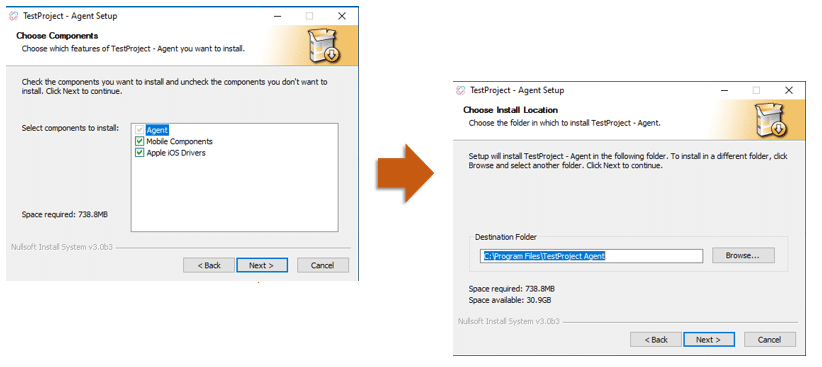 TestProject - Agent Setup
Choose Components
Choose which features of TestProject - Agent you want to install.
Check the components you want to install and uncheck the components you don't want to
install. Click Next to continue.
Select components to install:
Agent
Mobile Components
Apple iOS Drivers
Space required: 738.8MB
Nullsoft Install System v3.0b3
< Back
Next >
Cancel
TestProject - Agent Setup
Choose Install Location
Choose the folder in which to install TestProject - Agent.
Setup will install TestProject - Agent in the following folder. To install in a different folder, click
Browse and select another folder. Click Next to continue.
Destination Folder
C:\Program Files\TestProject Agent
Browse...
Space required: 738.8MB
Space available: 30.9GB
Nullsoft Install System v3.0b3
< Back
Next >
Cancel